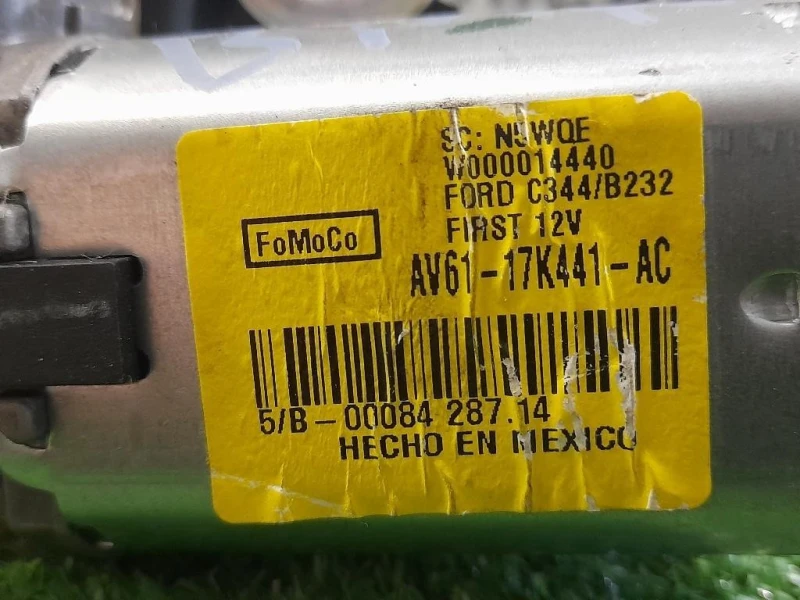 SC: N5WQE
W000014440
FORD C344/B232
FIRST 12V
FoMoCo
AV61-17K441-AC
5/B-00084 287.14
HECHO EN MEXICO